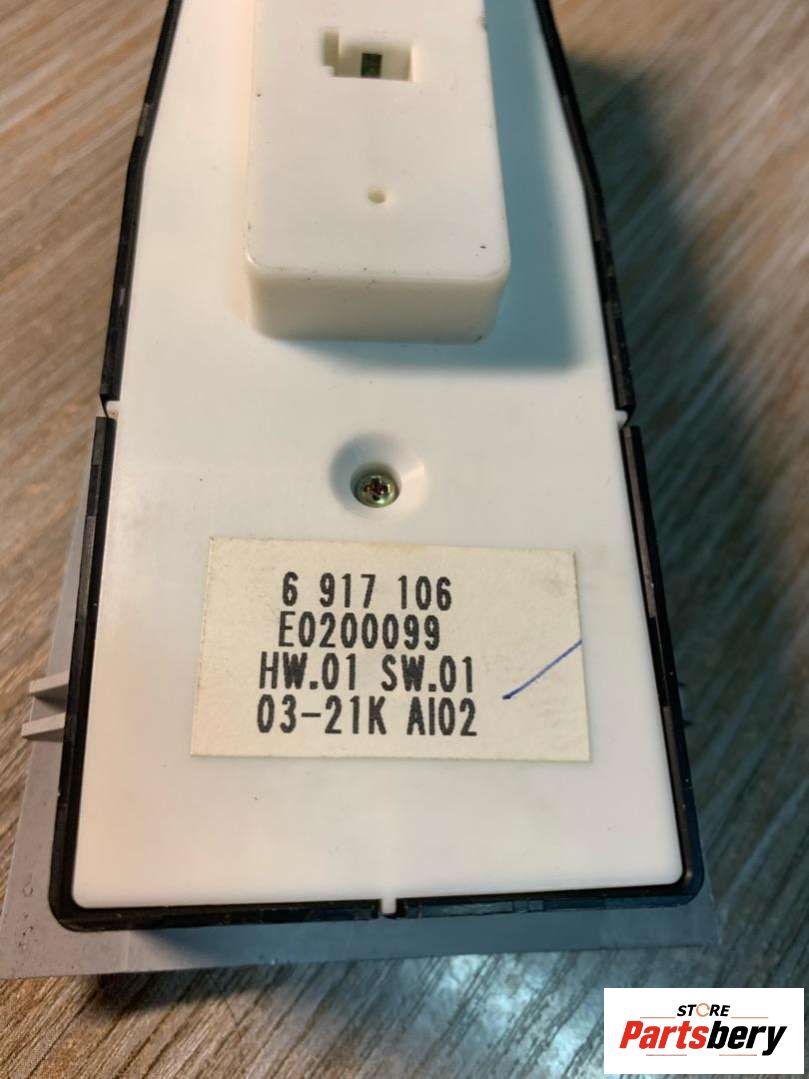 6 917 106
E0200099
HW.01 SW.01
03-21K AI02
STORE
Partsbery